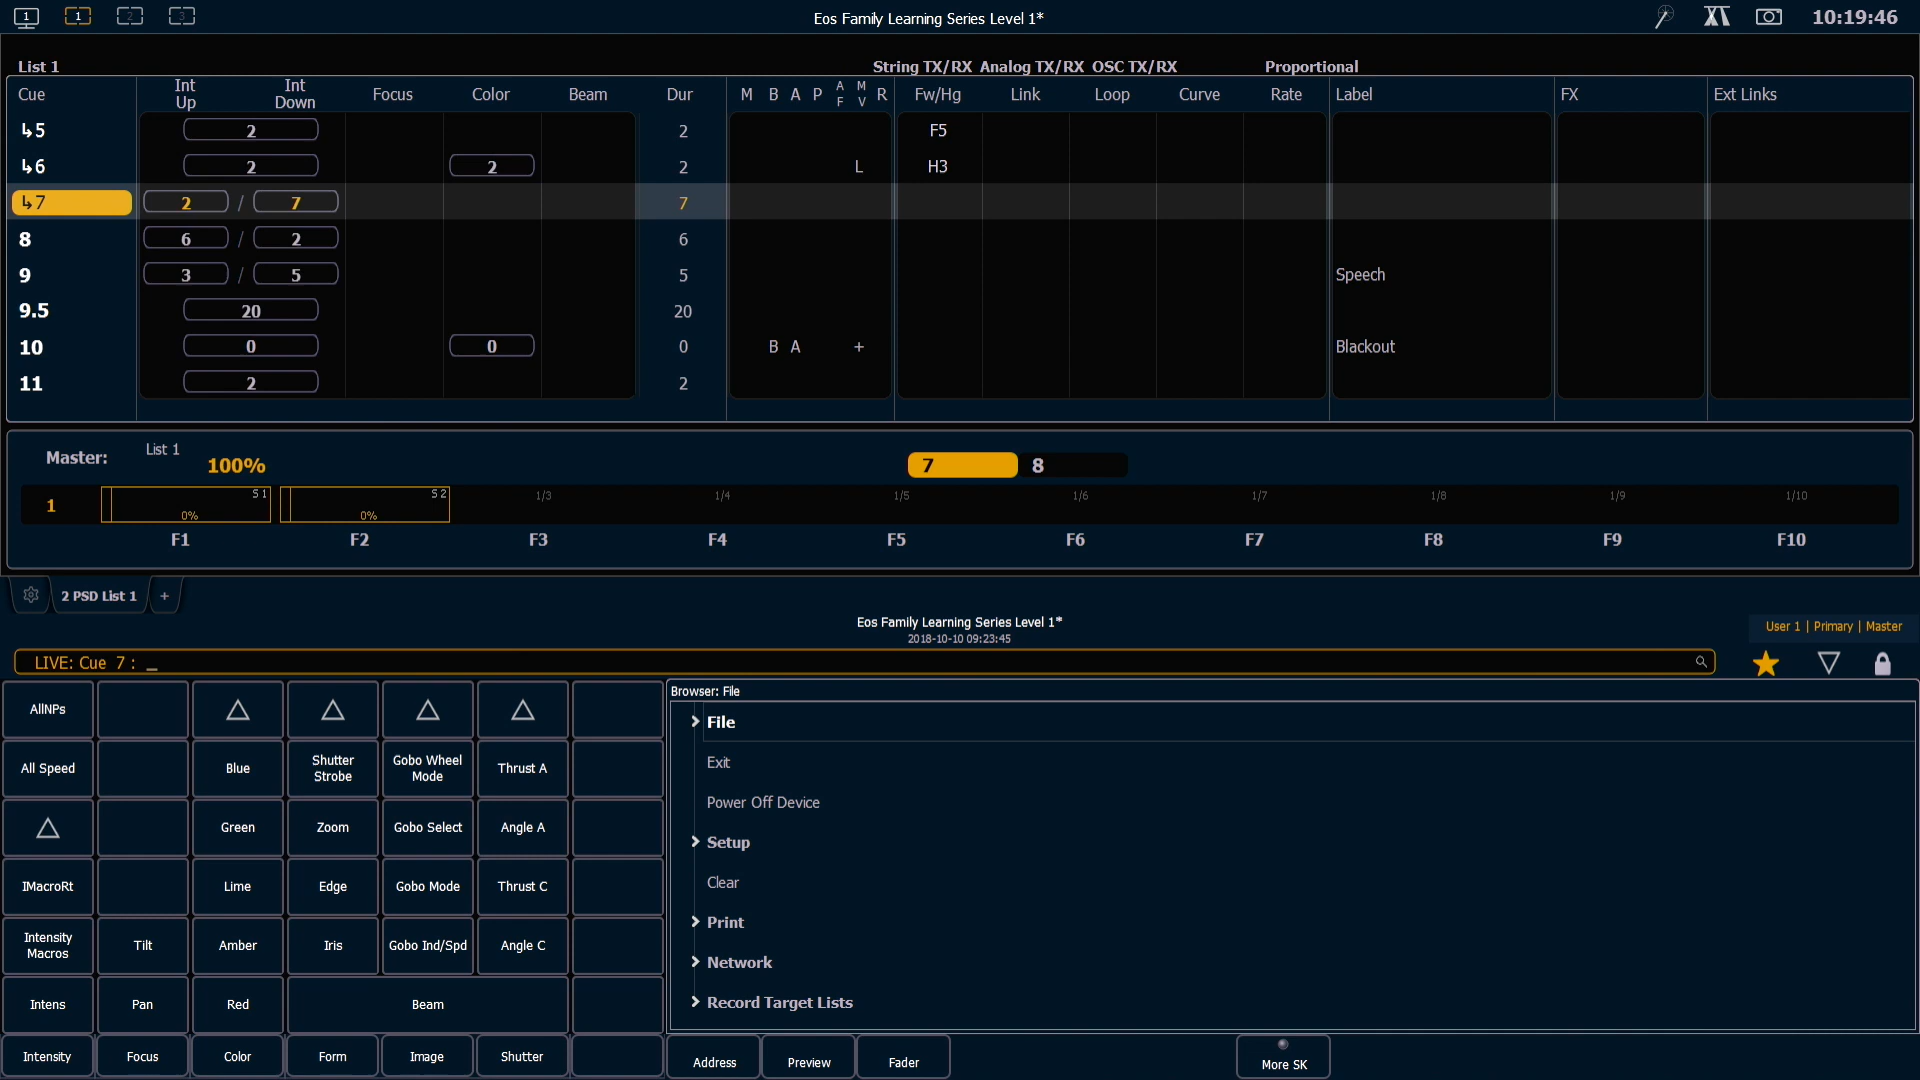 1 1 2 3 Eos Family Learning Series Level 1* 10:19:46
List 1 String TX/RX Analog TX/RX OSC TX/RX Proportional
Cue Int Up Int Down Focus Color Beam Dur M B A P AF MV R Fw/Hg Link Loop Curve Rate Label FX Ext Links
↳5 2 2 F5
↳6 2 2 2 L H3
↳7 2 / 7 7
8 6 / 2 6
9 3 / 5 5 Speech
9.5 20 20
10 0 0 0 B A + Blackout
11 2 2
Master: List 1 100% 7 8
1 S 1 0% S 2 0% 1/3 1/4 1/5 1/6 1/7 1/8 1/9 1/10
F1 F2 F3 F4 F5 F6 F7 F8 F9 F10
2 PSD List 1 +
Eos Family Learning Series Level 1*
2018-10-10 09:23:45
User 1 | Primary | Master
LIVE: Cue 7 : _
AllNPs
All Speed Blue Shutter Strobe Gobo Wheel Mode Thrust A
Green Zoom Gobo Select Angle A
IMacroRt Lime Edge Gobo Mode Thrust C
Intensity Macros Tilt Amber Iris Gobo Ind/Spd Angle C
Intens Pan Red Beam
Intensity Focus Color Form Image Shutter
Browser: File
File
Exit
Power Off Device
Setup
Clear
Print
Network
Record Target Lists
Address Preview Fader More SK